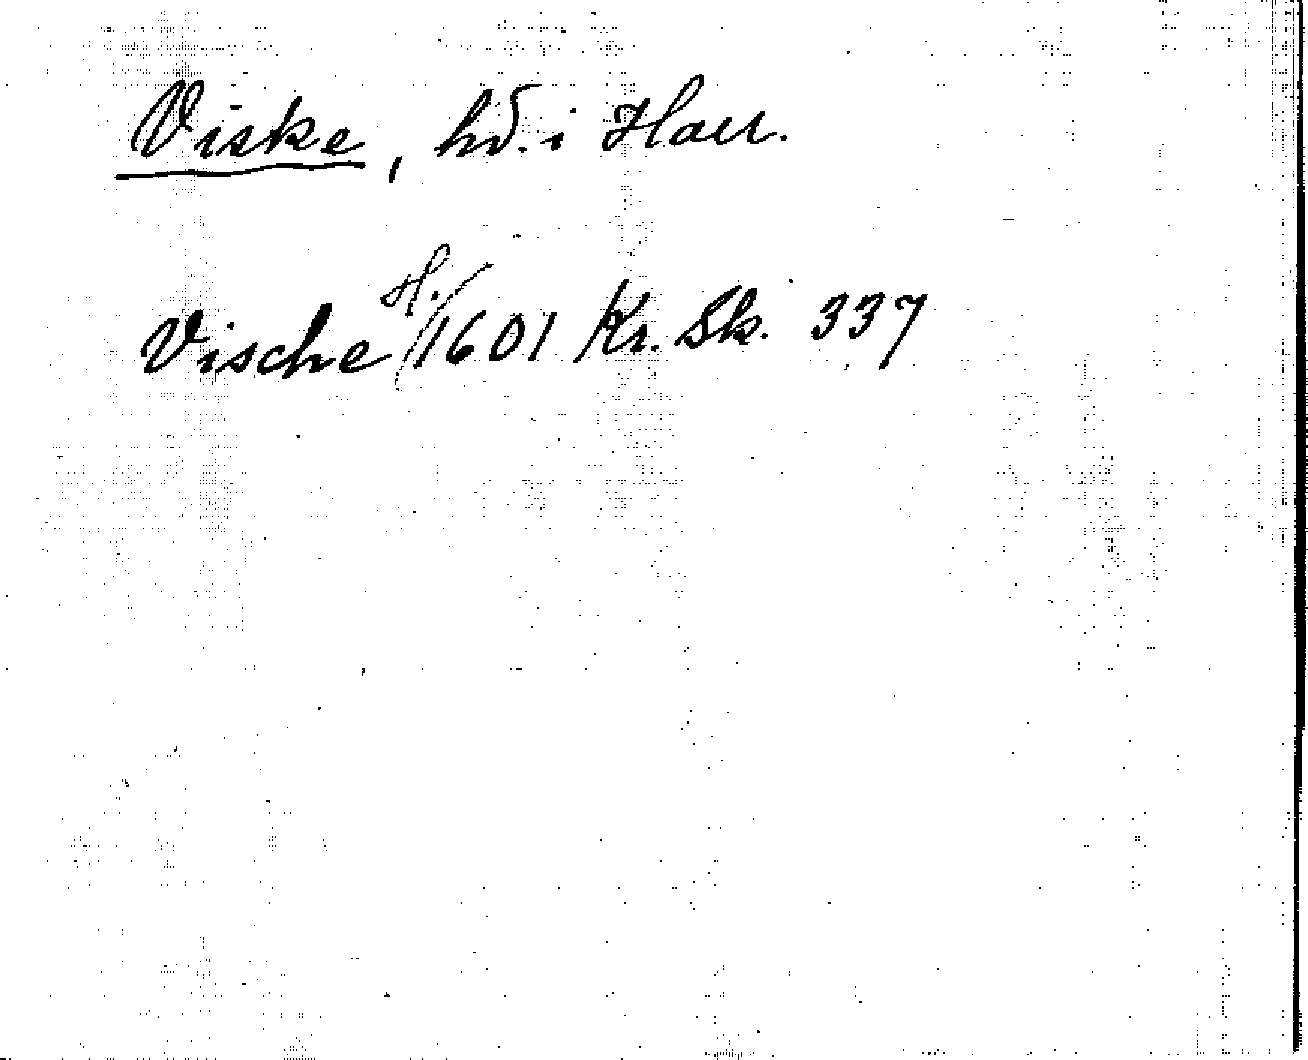 Viske, hd. i Hall.
Vische H. 1601 Kr. Sk. 337